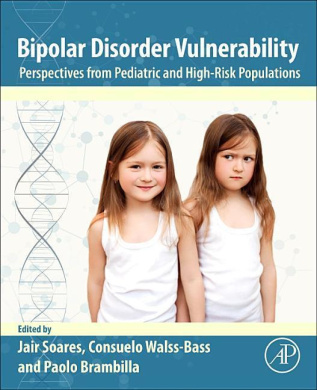 Bipolar Disorder Vulnerability
Perspectives from Pediatric and High-Risk Populations
Edited by
Jair Soares, Consuelo Walss-Bass
and Paolo Brambilla
AP